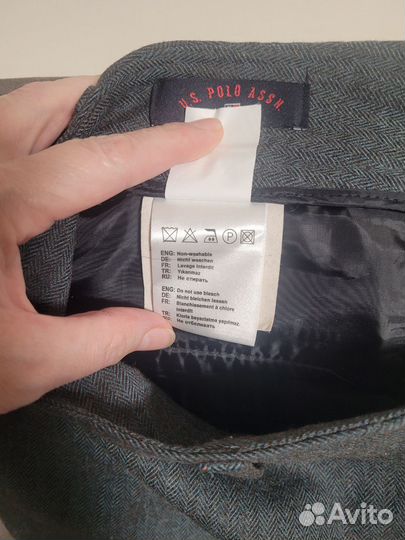 U.S. POLO ASSN.
P
ENG: Non-washable
DE: nicht waschen
FR: Lavage interdit
TR: Yıkanmaz
RU: Не стирать
ENG: Do not use bleach
DE: Nicht bleichen lassen
FR: Blanchissement à chlore
interdit
TR: Klorla beyazlatma yapılmaz.
RU: Не отбеливать
Avito